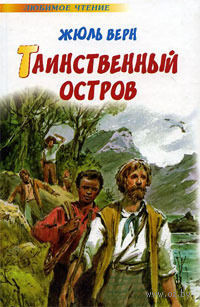 ЛЮБИМОЕ ЧТЕНИЕ
ЖЮЛЬ ВЕРН
ТАИНСТВЕННЫЙ
ОСТРОВ